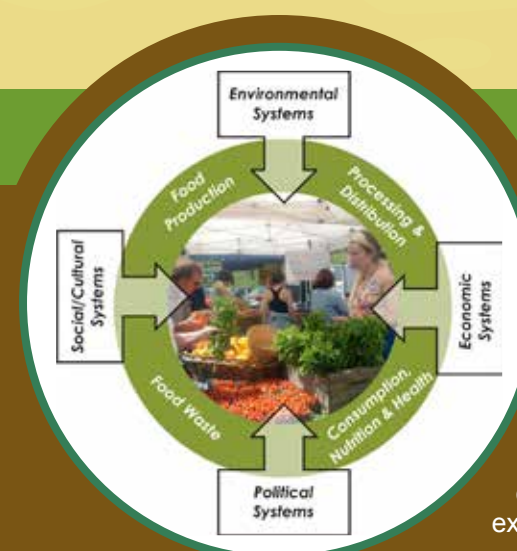 Environmental
Systems
Food
Production
Processing &
Distribution
Social/Cultural
Systems
Economic
Systems
Food Waste
Consumption,
Nutrition & Health
Political
Systems
ex